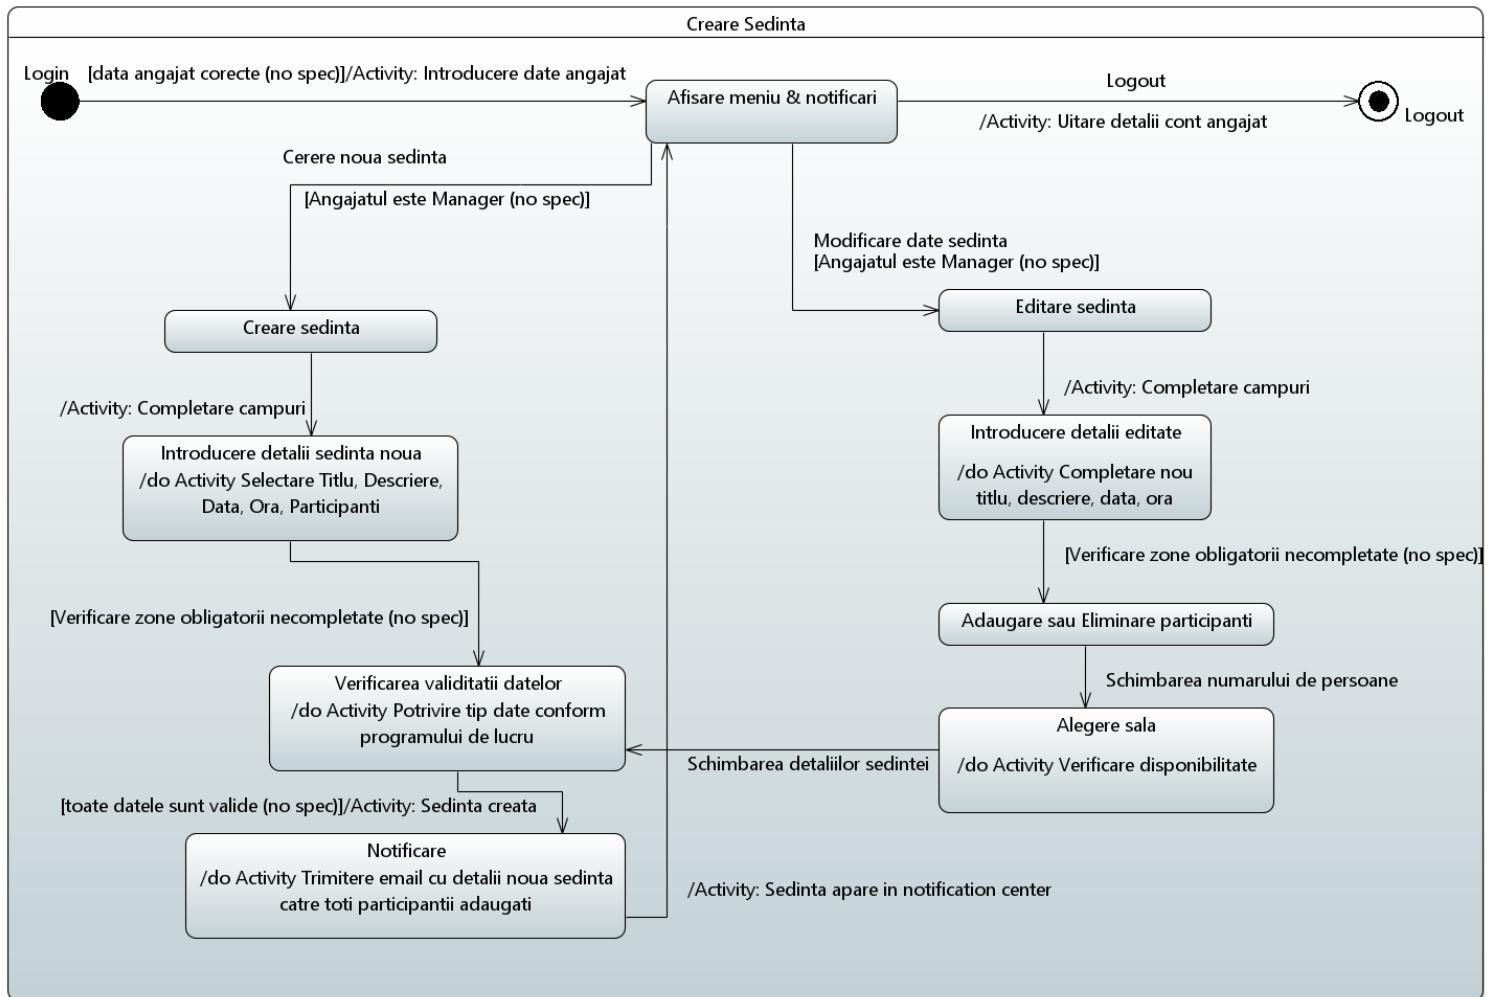 Creare Sedinta
Login
[data angajat corecte (no spec)]/Activity: Introducere date angajat
Afisare meniu & notificari
Logout
/Activity: Uitare detalii cont angajat
Logout
Cerere noua sedinta
[Angajatul este Manager (no spec)]
Modificare date sedinta
[Angajatul este Manager (no spec)]
Creare sedinta
Editare sedinta
/Activity: Completare campuri
/Activity: Completare campuri
Introducere detalii sedinta noua
/do Activity Selectare Titlu, Descriere,
Data, Ora, Participanti
Introducere detalii editate
/do Activity Completare nou
titlu, descriere, data, ora
[Verificare zone obligatorii necompletate (no spec)]
[Verificare zone obligatorii necompletate (no spec)]
Adaugare sau Eliminare participanti
Schimbarea numarului de persoane
Verificarea validitatii datelor
/do Activity Potrivire tip date conform
programului de lucru
Alegere sala
/do Activity Verificare disponibilitate
Schimbarea detaliilor sedintei
[toate datele sunt valide (no spec)]/Activity: Sedinta creata
Notificare
/do Activity Trimitere email cu detalii noua sedinta
catre toti participantii adaugati
/Activity: Sedinta apare in notification center